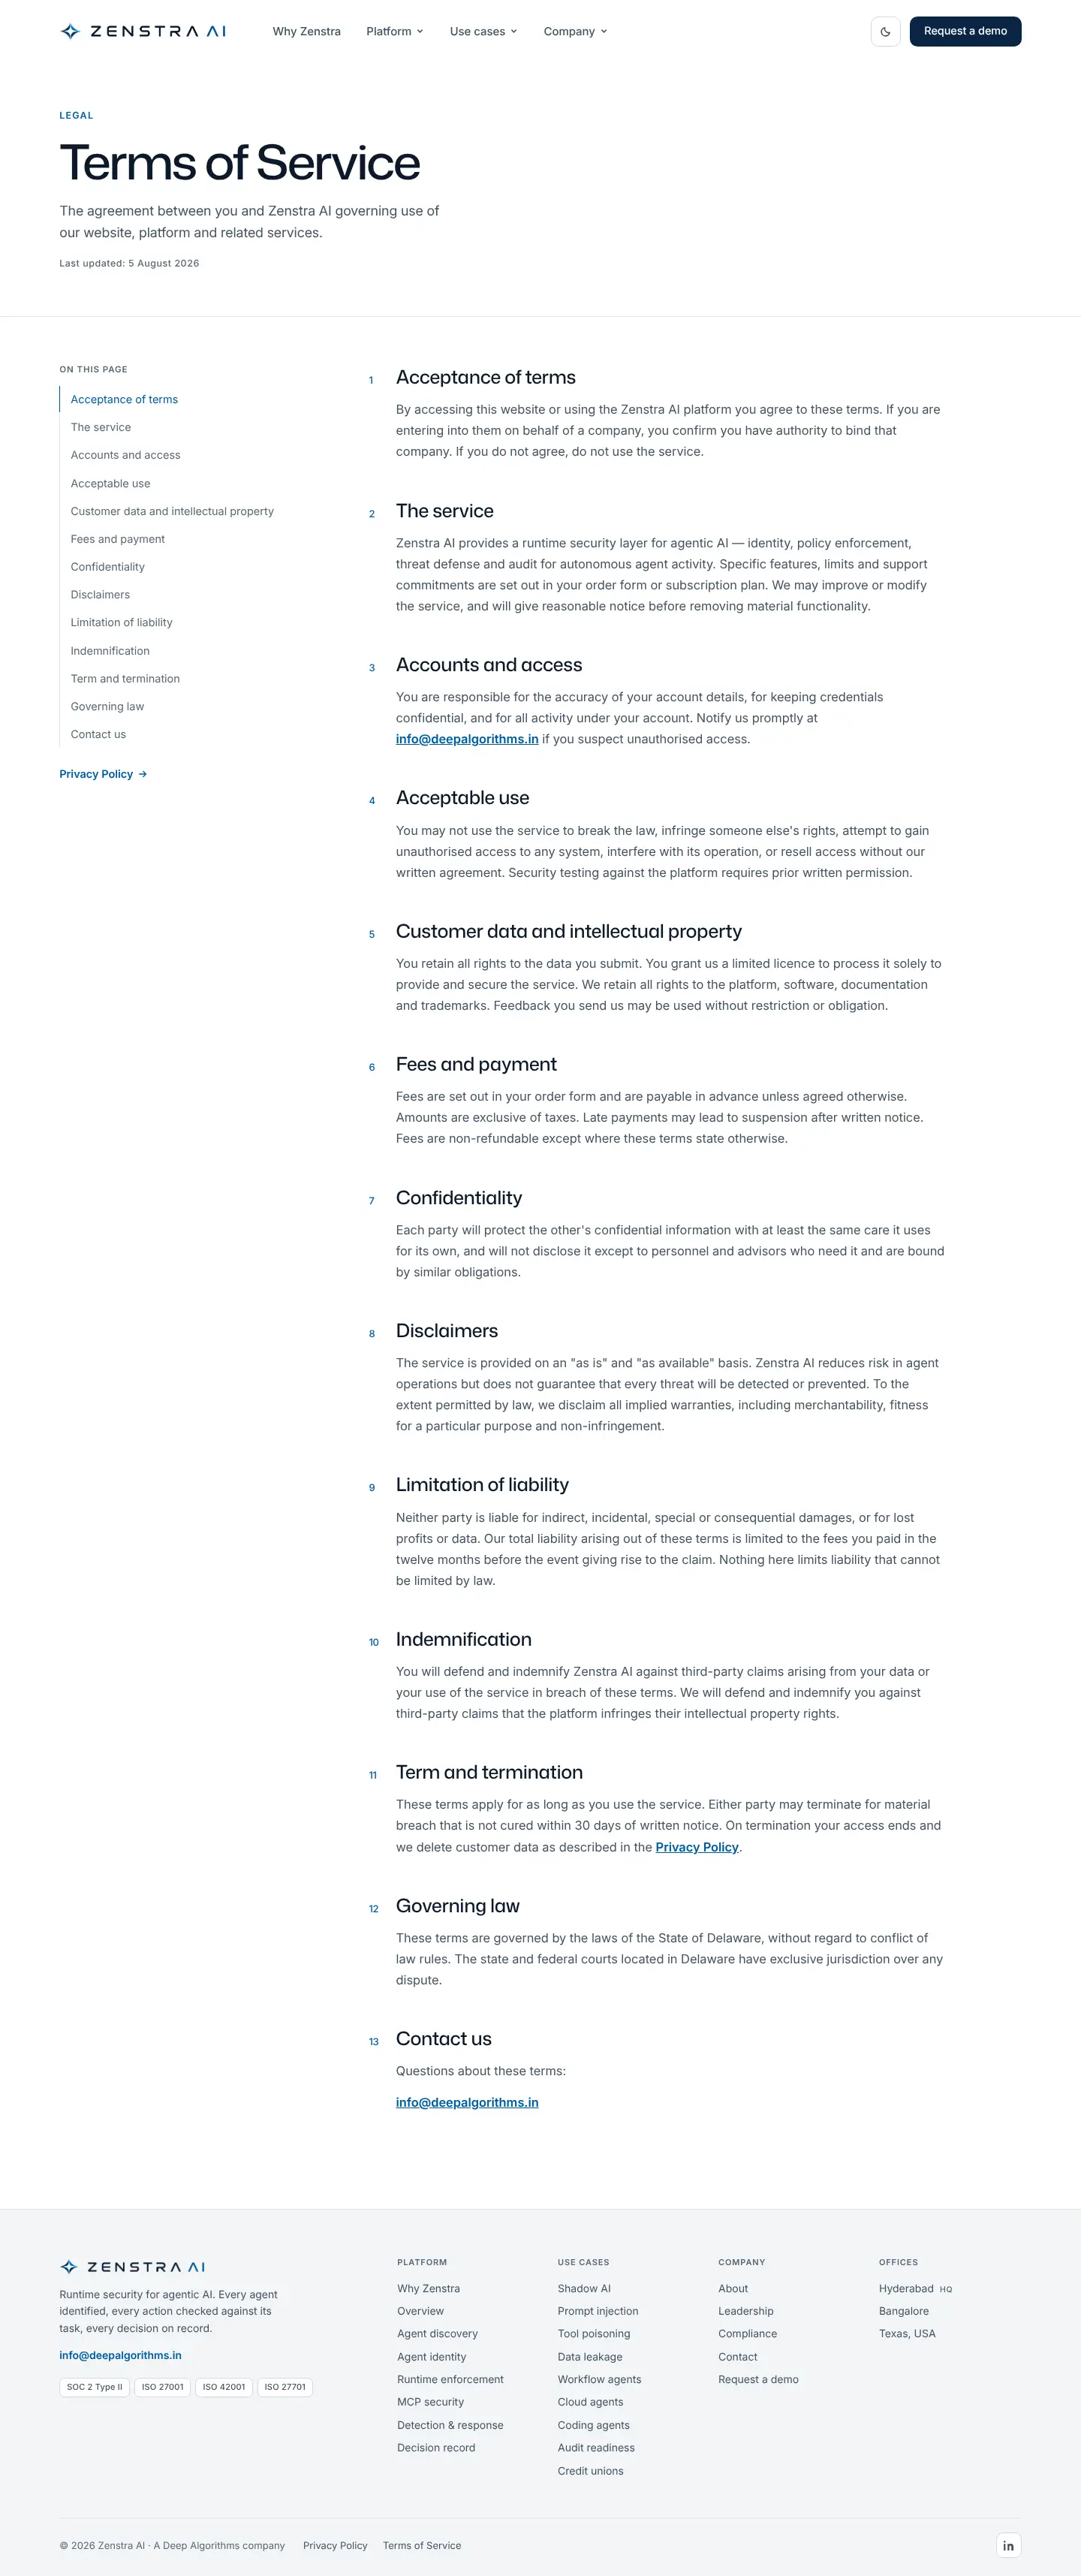 ZENSTRA AI
Why Zenstra
Platform
Use cases
Company
Request a demo
LEGAL
Terms of Service
The agreement between you and Zenstra AI governing use of
our website, platform and related services.
Last updated: 5 August 2026
ON THIS PAGE
Acceptance of terms
The service
Accounts and access
Acceptable use
Customer data and intellectual property
Fees and payment
Confidentiality
Disclaimers
Limitation of liability
Indemnification
Term and termination
Governing law
Contact us
Privacy Policy →
1 Acceptance of terms
By accessing this website or using the Zenstra AI platform you agree to these terms. If you are
entering into them on behalf of a company, you confirm you have authority to bind that
company. If you do not agree, do not use the service.
2 The service
Zenstra AI provides a runtime security layer for agentic AI — identity, policy enforcement,
threat defense and audit for autonomous agent activity. Specific features, limits and support
commitments are set out in your order form or subscription plan. We may improve or modify
the service, and will give reasonable notice before removing material functionality.
3 Accounts and access
You are responsible for the accuracy of your account details, for keeping credentials
confidential, and for all activity under your account. Notify us promptly at
info@deepalgorithms.in if you suspect unauthorised access.
4 Acceptable use
You may not use the service to break the law, infringe someone else's rights, attempt to gain
unauthorised access to any system, interfere with its operation, or resell access without our
written agreement. Security testing against the platform requires prior written permission.
5 Customer data and intellectual property
You retain all rights to the data you submit. You grant us a limited licence to process it solely to
provide and secure the service. We retain all rights to the platform, software, documentation
and trademarks. Feedback you send us may be used without restriction or obligation.
6 Fees and payment
Fees are set out in your order form and are payable in advance unless agreed otherwise.
Amounts are exclusive of taxes. Late payments may lead to suspension after written notice.
Fees are non-refundable except where these terms state otherwise.
7 Confidentiality
Each party will protect the other's confidential information with at least the same care it uses
for its own, and will not disclose it except to personnel and advisors who need it and are bound
by similar obligations.
8 Disclaimers
The service is provided on an "as is" and "as available" basis. Zenstra AI reduces risk in agent
operations but does not guarantee that every threat will be detected or prevented. To the
extent permitted by law, we disclaim all implied warranties, including merchantability, fitness
for a particular purpose and non-infringement.
9 Limitation of liability
Neither party is liable for indirect, incidental, special or consequential damages, or for lost
profits or data. Our total liability arising out of these terms is limited to the fees you paid in the
twelve months before the event giving rise to the claim. Nothing here limits liability that cannot
be limited by law.
10 Indemnification
You will defend and indemnify Zenstra AI against third-party claims arising from your data or
your use of the service in breach of these terms. We will defend and indemnify you against
third-party claims that the platform infringes their intellectual property rights.
11 Term and termination
These terms apply for as long as you use the service. Either party may terminate for material
breach that is not cured within 30 days of written notice. On termination your access ends and
we delete customer data as described in the Privacy Policy.
12 Governing law
These terms are governed by the laws of the State of Delaware, without regard to conflict of
law rules. The state and federal courts located in Delaware have exclusive jurisdiction over any
dispute.
13 Contact us
Questions about these terms:
info@deepalgorithms.in
ZENSTRA AI
Runtime security for agentic AI. Every agent
identified, every action checked against its
task, every decision on record.
info@deepalgorithms.in
SOC 2 Type II
ISO 27001
ISO 42001
ISO 27701
PLATFORM
Why Zenstra
Overview
Agent discovery
Agent identity
Runtime enforcement
MCP security
Detection & response
Decision record
USE CASES
Shadow AI
Prompt injection
Tool poisoning
Data leakage
Workflow agents
Cloud agents
Coding agents
Audit readiness
Credit unions
COMPANY
About
Leadership
Compliance
Contact
Request a demo
OFFICES
Hyderabad HQ
Bangalore
Texas, USA
© 2026 Zenstra AI · A Deep Algorithms company
Privacy Policy
Terms of Service
in